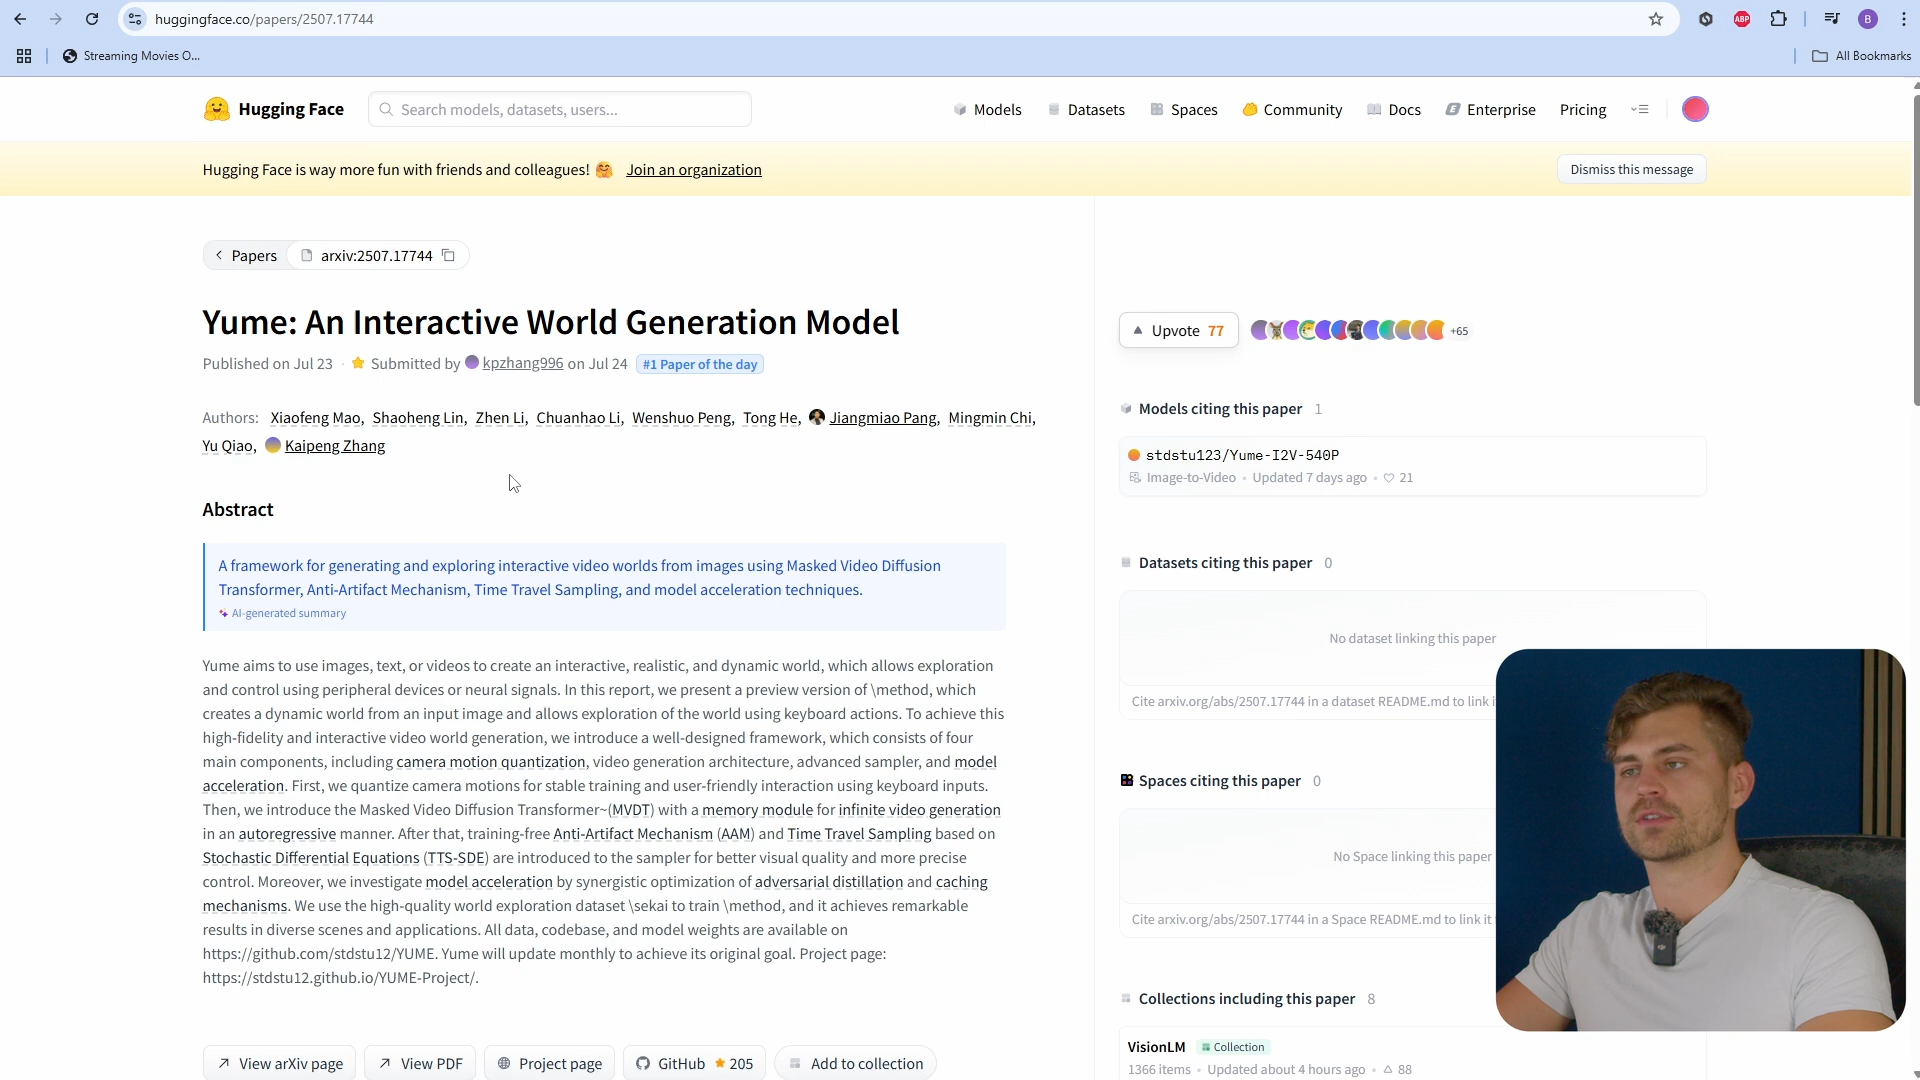 huggingface.co/papers/2507.17744
ABP
B
Streaming Movies O...
All Bookmarks
Hugging Face
Search models, datasets, users...
Models
Datasets
Spaces
Community
Docs
Enterprise
Pricing
Hugging Face is way more fun with friends and colleagues! 🤗 Join an organization
Dismiss this message
Papers
arxiv:2507.17744
Yume: An Interactive World Generation Model
Published on Jul 23 · Submitted by kpzhang996 on Jul 24 #1 Paper of the day
Authors: Xiaofeng Mao, Shaoheng Lin, Zhen Li, Chuanhao Li, Wenshuo Peng, Tong He, Jiangmiao Pang, Mingmin Chi,
Yu Qiao, Kaipeng Zhang
Abstract
A framework for generating and exploring interactive video worlds from images using Masked Video Diffusion
Transformer, Anti-Artifact Mechanism, Time Travel Sampling, and model acceleration techniques.
AI-generated summary
Yume aims to use images, text, or videos to create an interactive, realistic, and dynamic world, which allows exploration
and control using peripheral devices or neural signals. In this report, we present a preview version of \method, which
creates a dynamic world from an input image and allows exploration of the world using keyboard actions. To achieve this
high-fidelity and interactive video world generation, we introduce a well-designed framework, which consists of four
main components, including camera motion quantization, video generation architecture, advanced sampler, and model
acceleration. First, we quantize camera motions for stable training and user-friendly interaction using keyboard inputs.
Then, we introduce the Masked Video Diffusion Transformer~(MVDT) with a memory module for infinite video generation
in an autoregressive manner. After that, training-free Anti-Artifact Mechanism (AAM) and Time Travel Sampling based on
Stochastic Differential Equations (TTS-SDE) are introduced to the sampler for better visual quality and more precise
control. Moreover, we investigate model acceleration by synergistic optimization of adversarial distillation and caching
mechanisms. We use the high-quality world exploration dataset \sekai to train \method, and it achieves remarkable
results in diverse scenes and applications. All data, codebase, and model weights are available on
https://github.com/stdstu12/YUME. Yume will update monthly to achieve its original goal. Project page:
https://stdstu12.github.io/YUME-Project/.
View arXiv page
View PDF
Project page
GitHub 205
Add to collection
Upvote 77
+65
Models citing this paper 1
stdstu123/Yume-I2V-540P
Image-to-Video • Updated 7 days ago • 21
Datasets citing this paper 0
No dataset linking this paper
Cite arxiv.org/abs/2507.17744 in a dataset README.md to link i
Spaces citing this paper 0
No Space linking this paper
Cite arxiv.org/abs/2507.17744 in a Space README.md to link it
Collections including this paper 8
VisionLM Collection
1366 items • Updated about 4 hours ago • 88